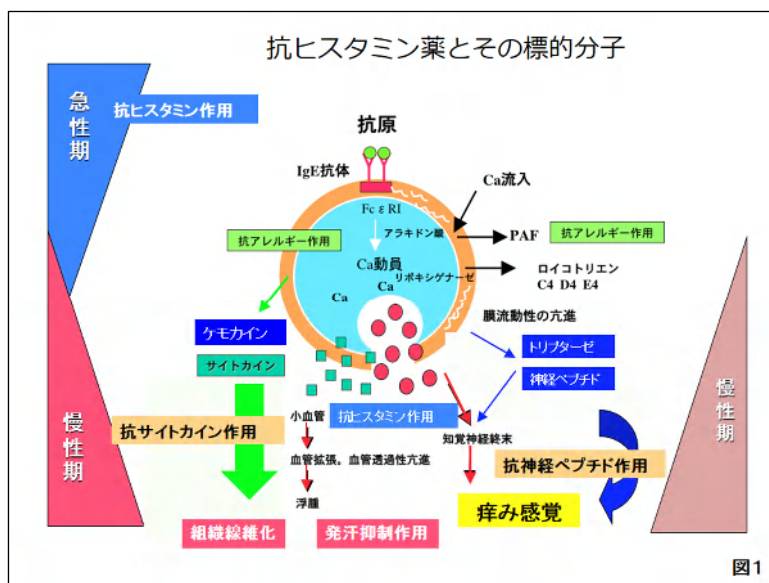 抗ヒスタミン薬とその標的分子
急性期
抗ヒスタミン作用
抗原
IgE抗体
Ca流入
Fc ε RI
アラキドン酸
PAF
抗アレルギー作用
抗アレルギー作用
Ca動員
リポキシゲナーゼ
ロイコトリエン
C4 D4 E4
Ca
Ca
膜流動性の亢進
ケモカイン
トリプターゼ
サイトカイン
神経ペプチド
慢性期
慢性期
小血管
抗ヒスタミン作用
抗サイトカイン作用
知覚神経終末
血管拡張。血管透過性亢進
抗神経ペプチド作用
浮腫
痒み感覚
組織線維化
発汗抑制作用
図1